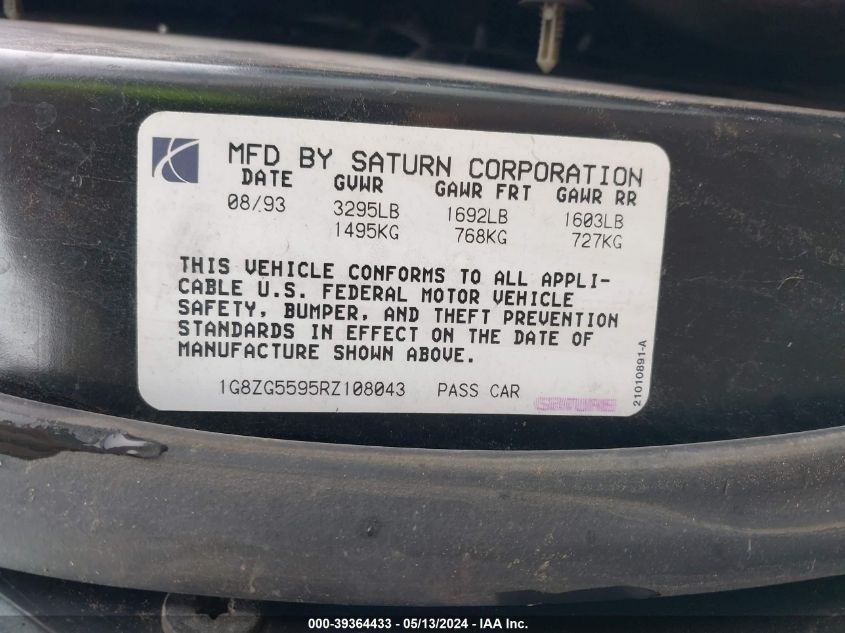 MFD BY SATURN CORPORATION
DATE GVWR GAWR FRT GAWR RR
08/93 3295LB 1692LB 1603LB
1495KG 768KG 727KG
THIS VEHICLE CONFORMS TO ALL APPLI-
CABLE U.S. FEDERAL MOTOR VEHICLE
SAFETY, BUMPER, AND THEFT PREVENTION
STANDARDS IN EFFECT ON THE DATE OF
MANUFACTURE SHOWN ABOVE.
1G8ZG5595RZ108043 PASS CAR
SATURN
21010891-A
000-39364433 - 05/13/2024 - IAA Inc.